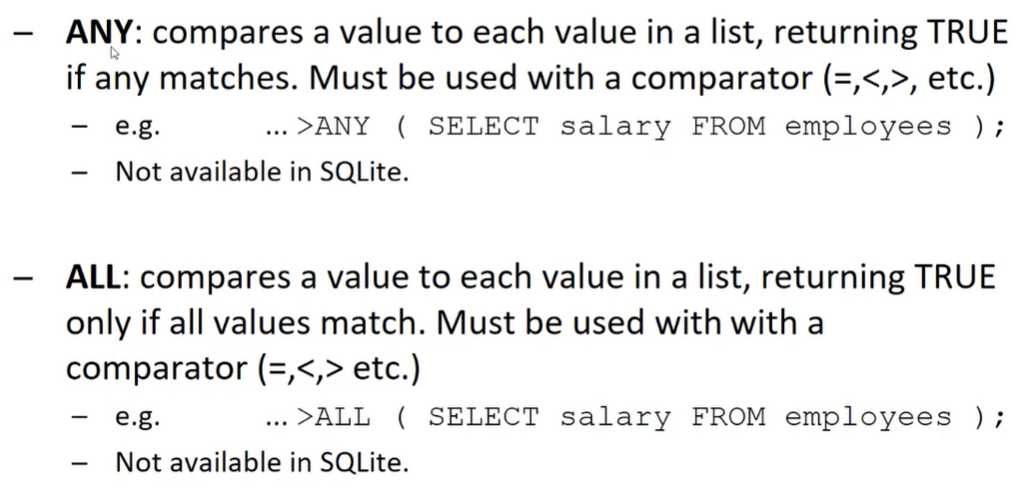 – ANY: compares a value to each value in a list, returning TRUE
if any matches. Must be used with a comparator (=,<,>, etc.)
– e.g. ... >ANY ( SELECT salary FROM employees );
– Not available in SQLite.
– ALL: compares a value to each value in a list, returning TRUE
only if all values match. Must be used with with a
comparator (=,<,> etc.)
– e.g. ... >ALL ( SELECT salary FROM employees );
– Not available in SQLite.